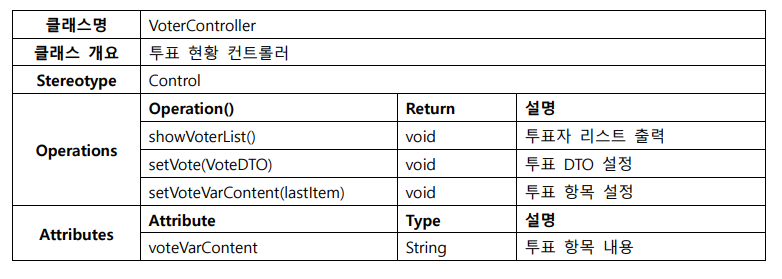 클래스명 VoterController
클래스 개요 투표 현황 컨트롤러
Stereotype Control
Operations
Operation() Return 설명
showVoterList() void 투표자 리스트 출력
setVote(VoteDTO) void 투표 DTO 설정
setVoteVarContent(lastItem) void 투표 항목 설정
Attributes
Attribute Type 설명
voteVarContent String 투표 항목 내용